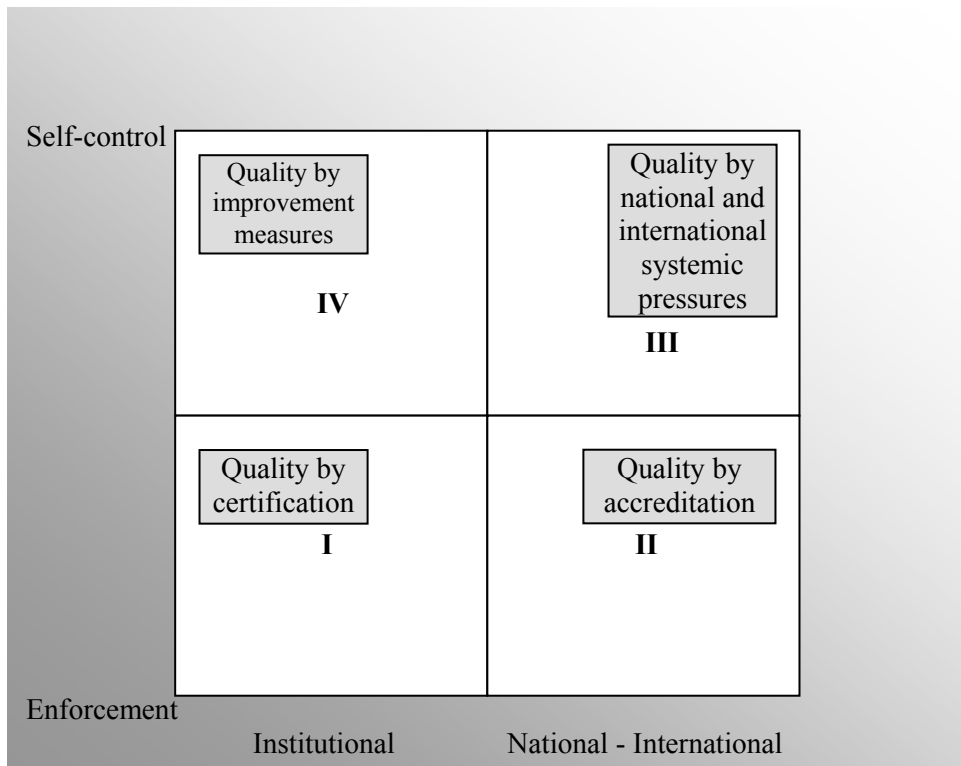 Self-control
Quality by
improvement
measures
IV
Quality by
national and
international
systemic
pressures
III
Quality by
certification
I
Quality by
accreditation
II
Enforcement
Institutional
National - International